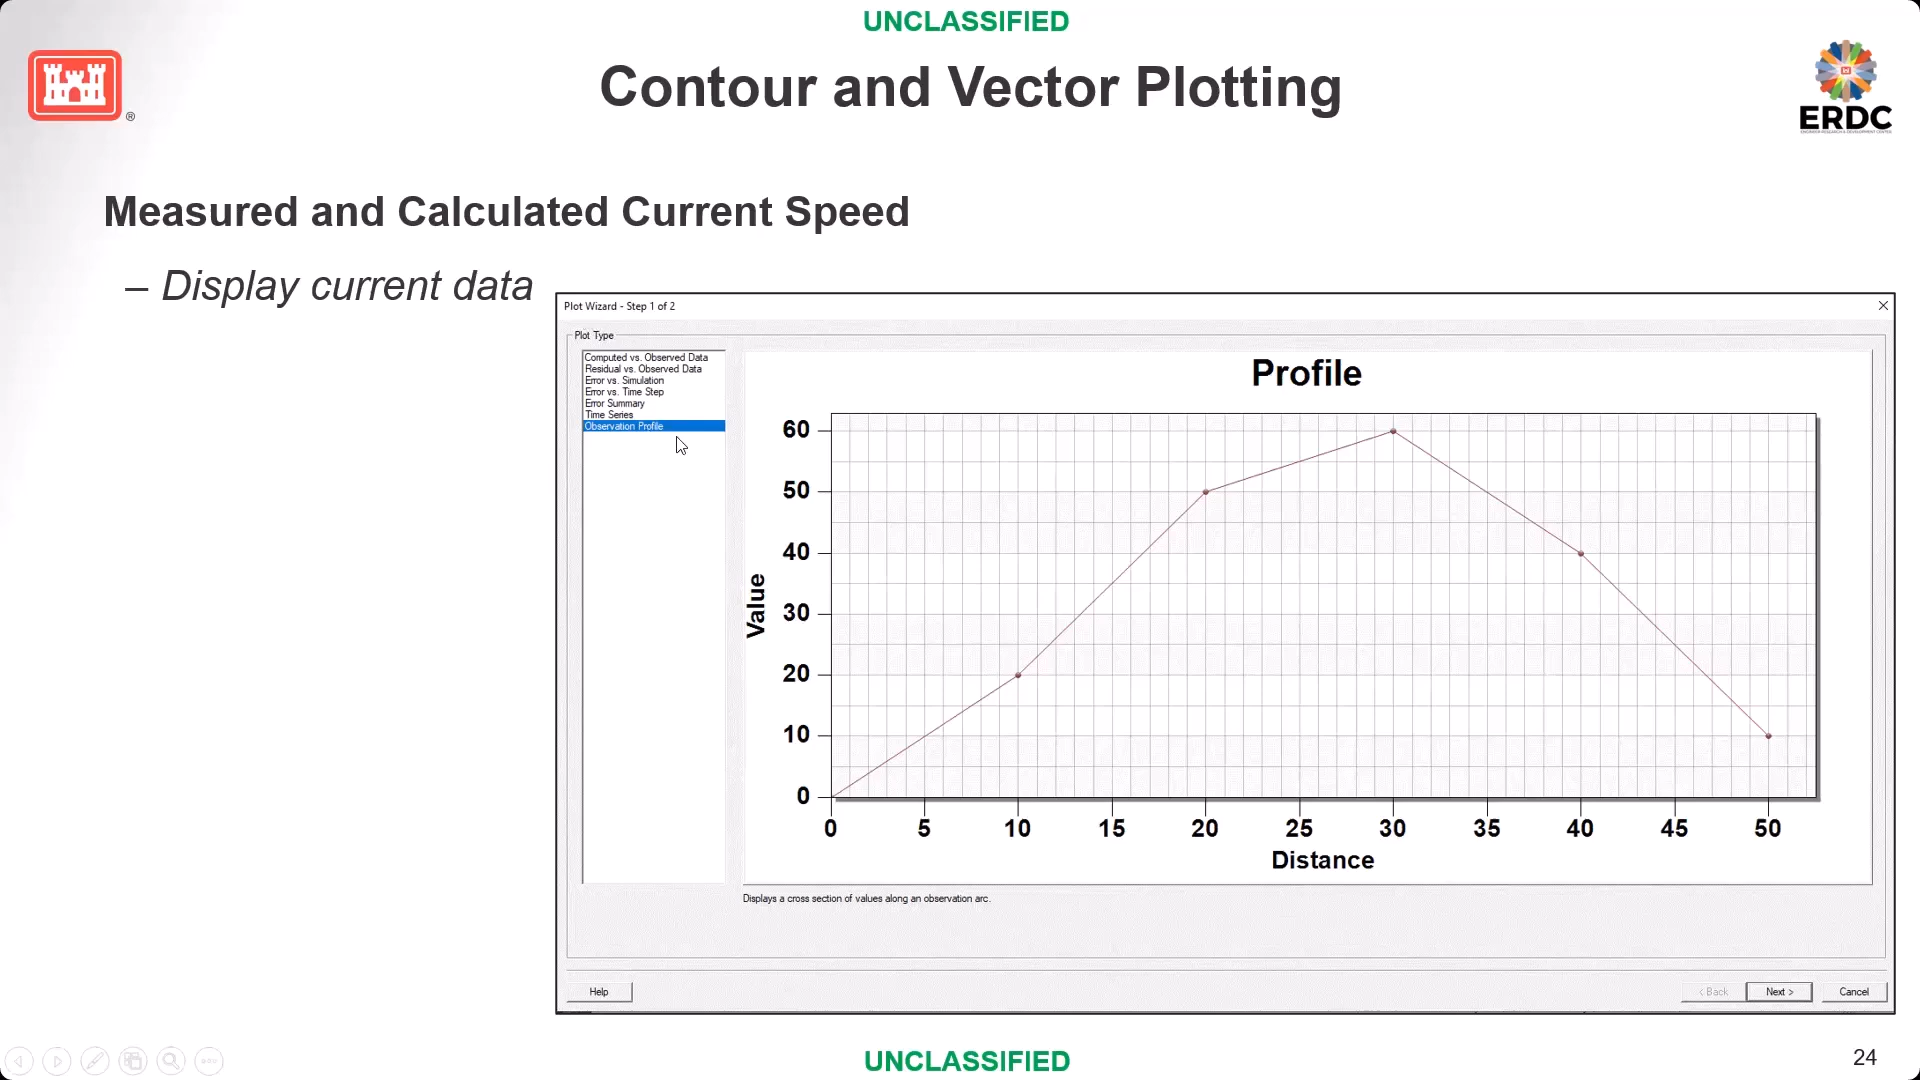 UNCLASSIFIED
Contour and Vector Plotting
®
ERDC
Measured and Calculated Current Speed
– Display current data
Plot Wizard - Step 1 of 2
Plot Type
Computed vs. Observed Data
Residual vs. Observed Data
Error vs. Simulation
Error vs. Time Step
Error Summary
Time Series
Observation Profile
Profile
60
50
40
30
20
10
0
Value
0 5 10 15 20 25 30 35 40 45 50
Distance
Displays a cross section of values along an observation arc.
Help
< Back
Next >
Cancel
UNCLASSIFIED
24